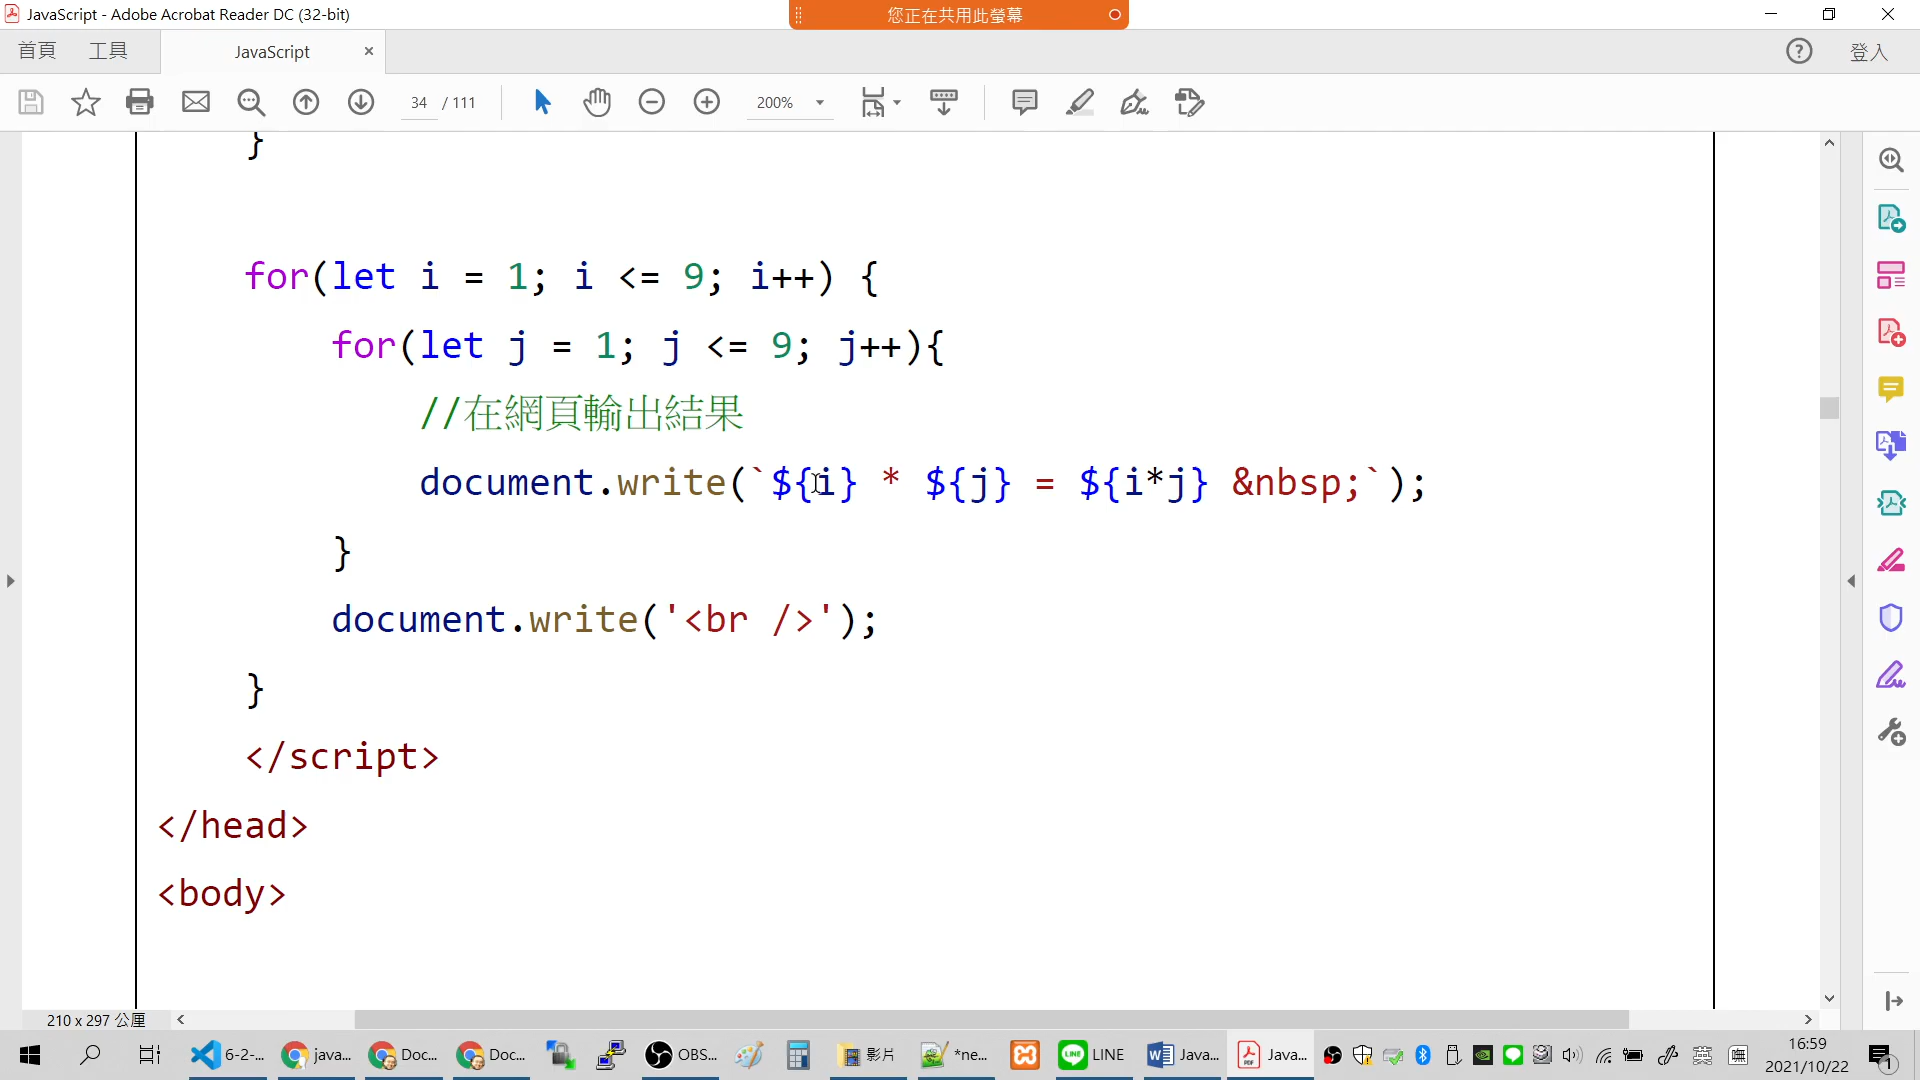 JavaScript - Adobe Acrobat Reader DC (32-bit)
您正在共用此螢幕
首頁 工具 JavaScript × 登入
34 / 111 200%
}
for(let i = 1; i <= 9; i++) {
for(let j = 1; j <= 9; j++){
//在網頁輸出結果
document.write(`${i} * ${j} = ${i*j} &nbsp;`);
}
document.write('<br />');
}
</script>
</head>
<body>
210 x 297 公厘
6-2-... java... Doc... Doc... OBS... 影片 *ne... LINE Java... Java... 英 16:59
2021/10/22 1